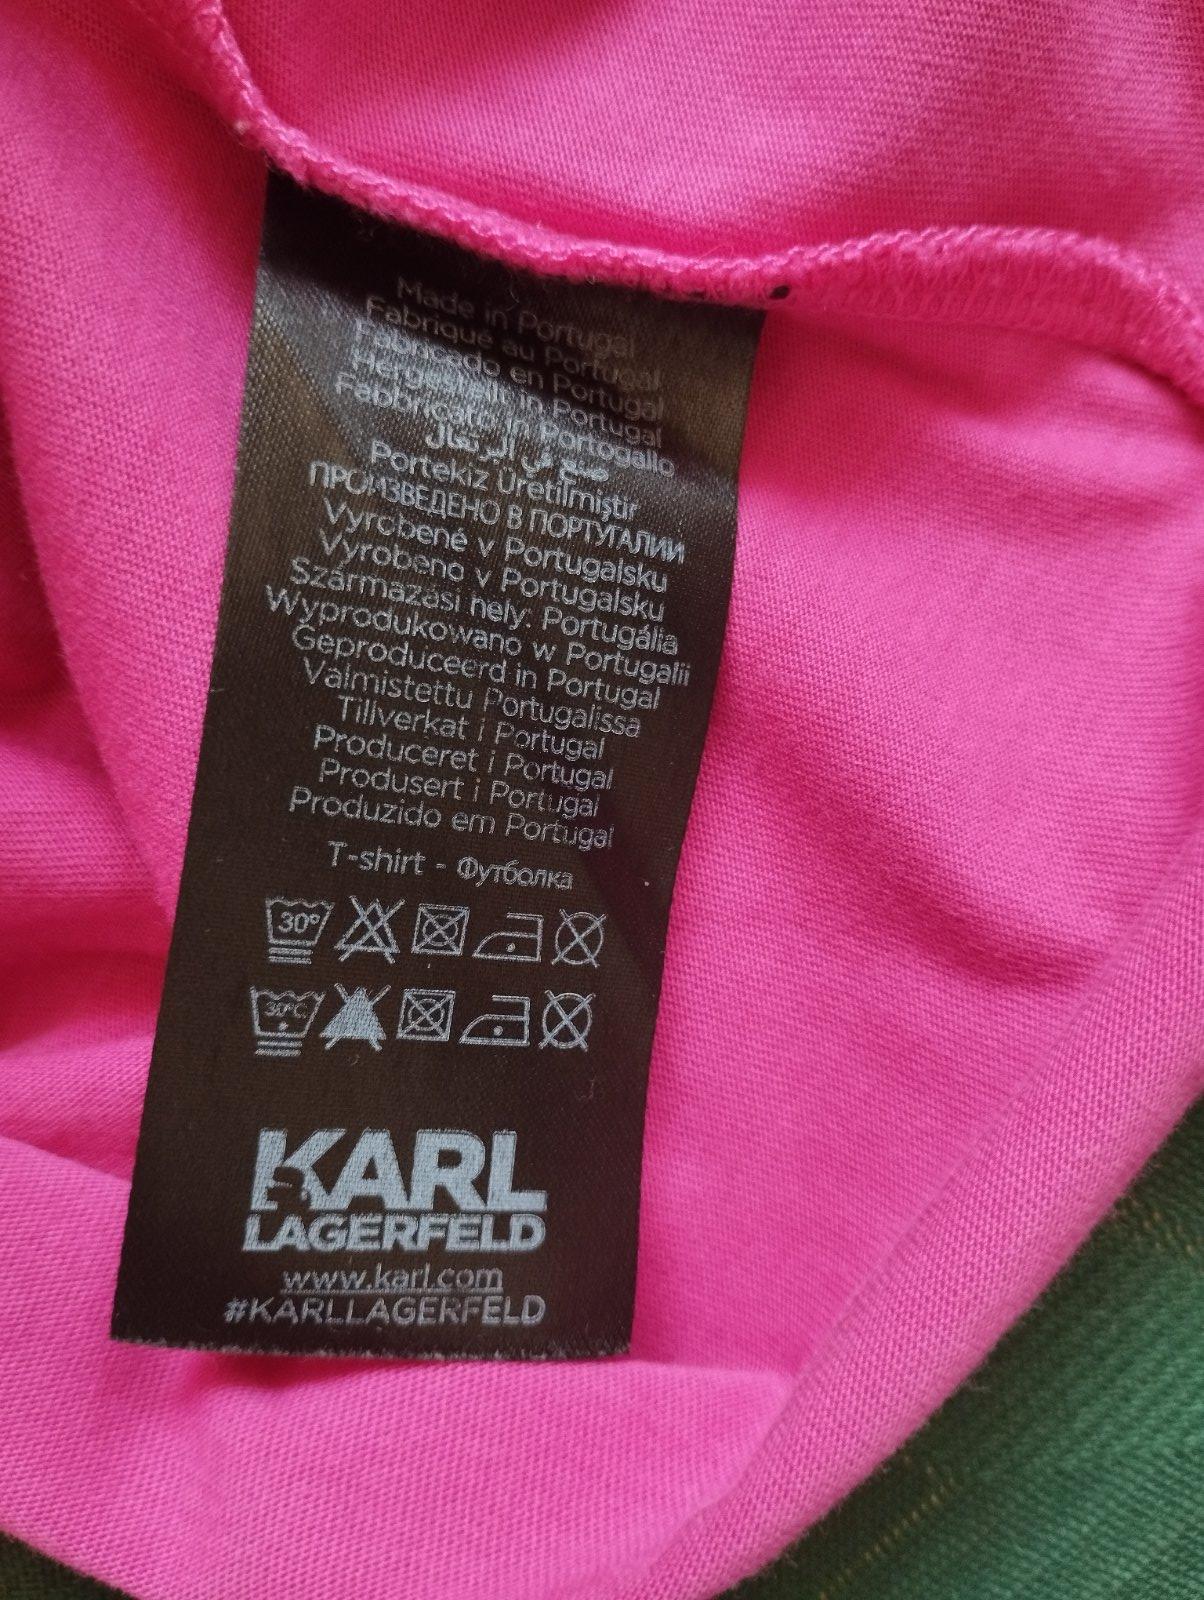 Made in Portugal
Fabriqué au Portugal
Fabricado en Portugal
Hergestellt in Portugal
Fabbricato in Portogallo
صنع في البرتغال
Portekiz Üretilmiştir
ПРОИЗВЕДЕНО В ПОРТУГАЛИИ
Vyrobené v Portugalsku
Vyrobeno v Portugalsku
Származási hely: Portugália
Wyprodukowano w Portugalii
Geproduceerd in Portugal
Valmistettu Portugalissa
Tillverkat i Portugal
Produceret i Portugal
Produsert i Portugal
Produzido em Portugal
T-shirt - Футболка
30°
30°C
KARL
LAGERFELD
www.karl.com
#KARLLAGERFELD